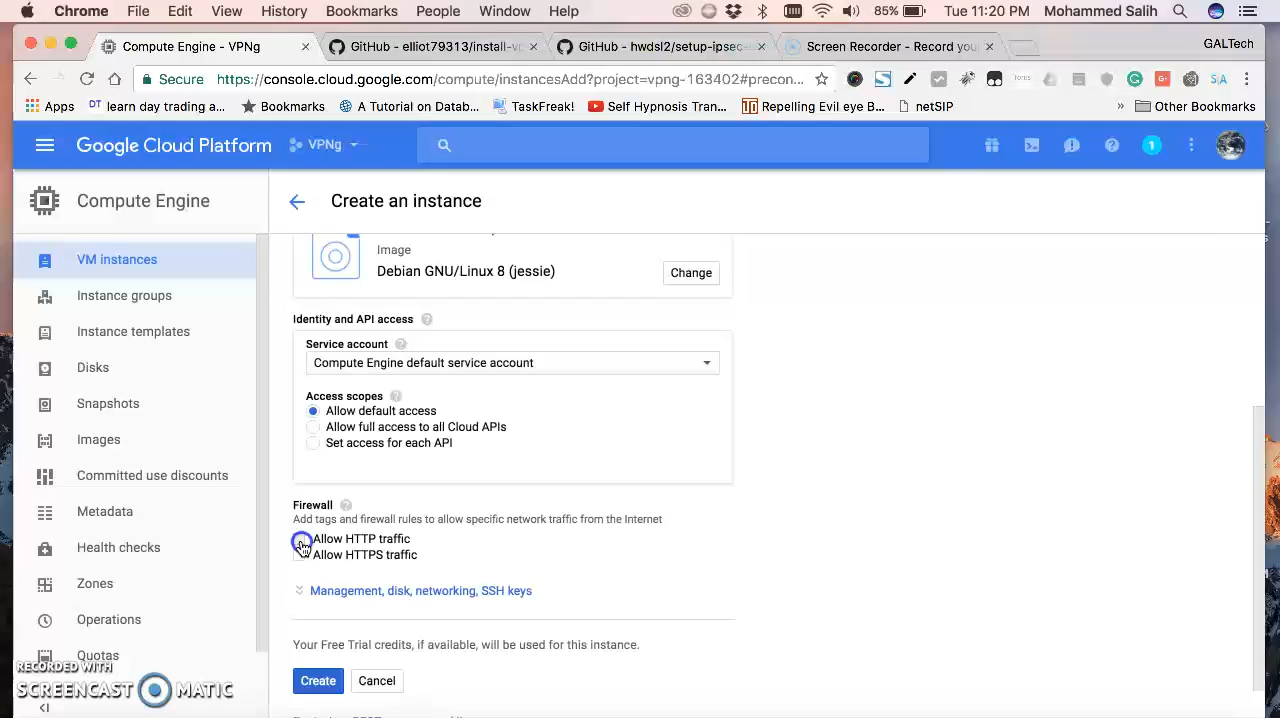 Chrome File Edit View History Bookmarks People Window Help 85% Tue 11:20 PM Mohammed Salih
Compute Engine - VPNg × GitHub - elliot79313/install-v × GitHub - hwdsl2/setup-ipsec- × Screen Recorder - Record you × GALTech
Secure https://console.cloud.google.com/compute/instancesAdd?project=vpng-163402#precon...
Apps DT learn day trading a... Bookmarks A Tutorial on Datab... TaskFreak! Self Hypnosis Tran... Repelling Evil eye B... netSIP » Other Bookmarks
Google Cloud Platform VPNg 1
Compute Engine
Create an instance
VM instances
Instance groups
Instance templates
Disks
Snapshots
Images
Committed use discounts
Metadata
Health checks
Zones
Operations
Quotas
Image
Debian GNU/Linux 8 (jessie)
Change
Identity and API access
Service account
Compute Engine default service account
Access scopes
Allow default access
Allow full access to all Cloud APIs
Set access for each API
Firewall
Add tags and firewall rules to allow specific network traffic from the Internet
Allow HTTP traffic
Allow HTTPS traffic
Management, disk, networking, SSH keys
Your Free Trial credits, if available, will be used for this instance.
Create Cancel
RECORDED WITH
SCREENCAST MATIC